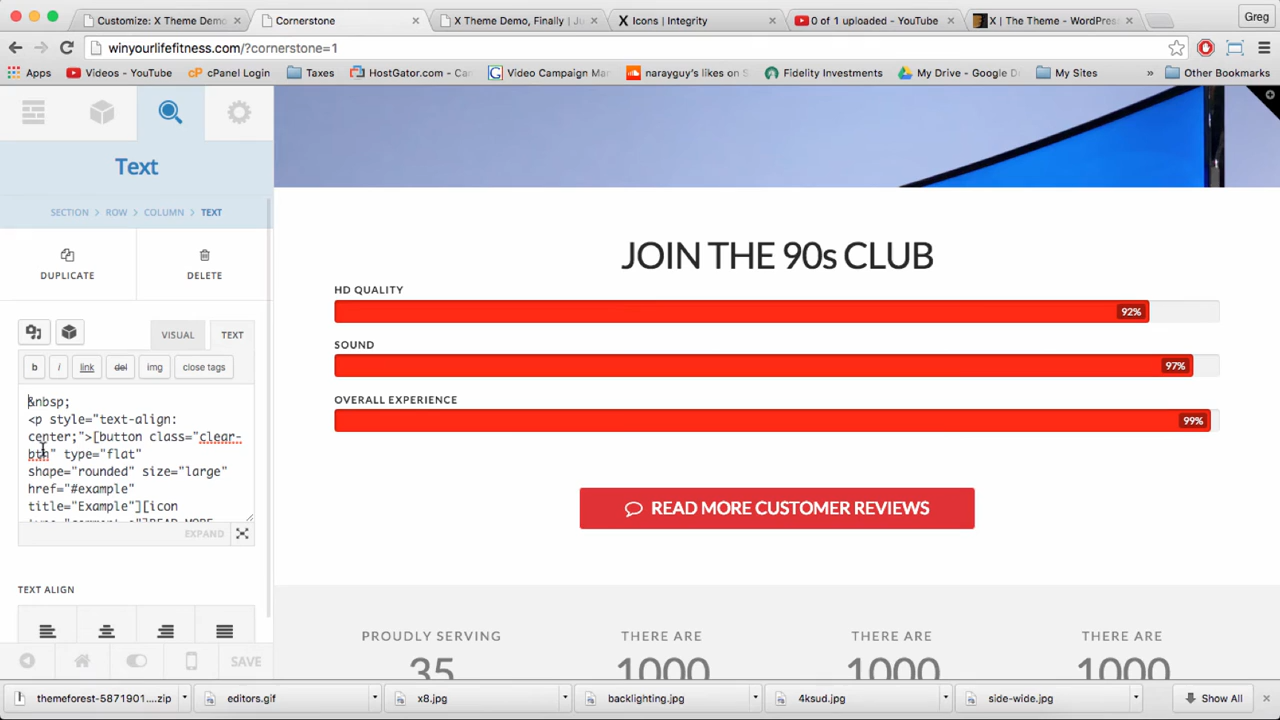 Customize: X Theme Demo
Cornerstone
X Theme Demo, Finally | Ju
Icons | Integrity
0 of 1 uploaded - YouTube
X | The Theme - WordPres
Greg
winyourlifefitness.com/?cornerstone=1
Apps
Videos - YouTube
cPanel Login
Taxes
HostGator.com - Ca
Video Campaign Ma
narayguy's likes on S
Fidelity Investments
My Drive - Google D
My Sites
»
Other Bookmarks
Text
SECTION > ROW > COLUMN > TEXT
DUPLICATE
DELETE
VISUAL
TEXT
b
i
link
del
img
close tags
&nbsp;
<p style="text-align:
center;">[button class="clear-
btn" type="flat"
shape="rounded" size="large"
href="#example"
title="Example"][icon
EXPAND
TEXT ALIGN
SAVE
JOIN THE 90s CLUB
HD QUALITY
92%
SOUND
97%
OVERALL EXPERIENCE
99%
READ MORE CUSTOMER REVIEWS
PROUDLY SERVING
THERE ARE
THERE ARE
THERE ARE
35
1000
1000
1000
themeforest-5871901....zip
editors.gif
x8.jpg
backlighting.jpg
4ksud.jpg
side-wide.jpg
Show All